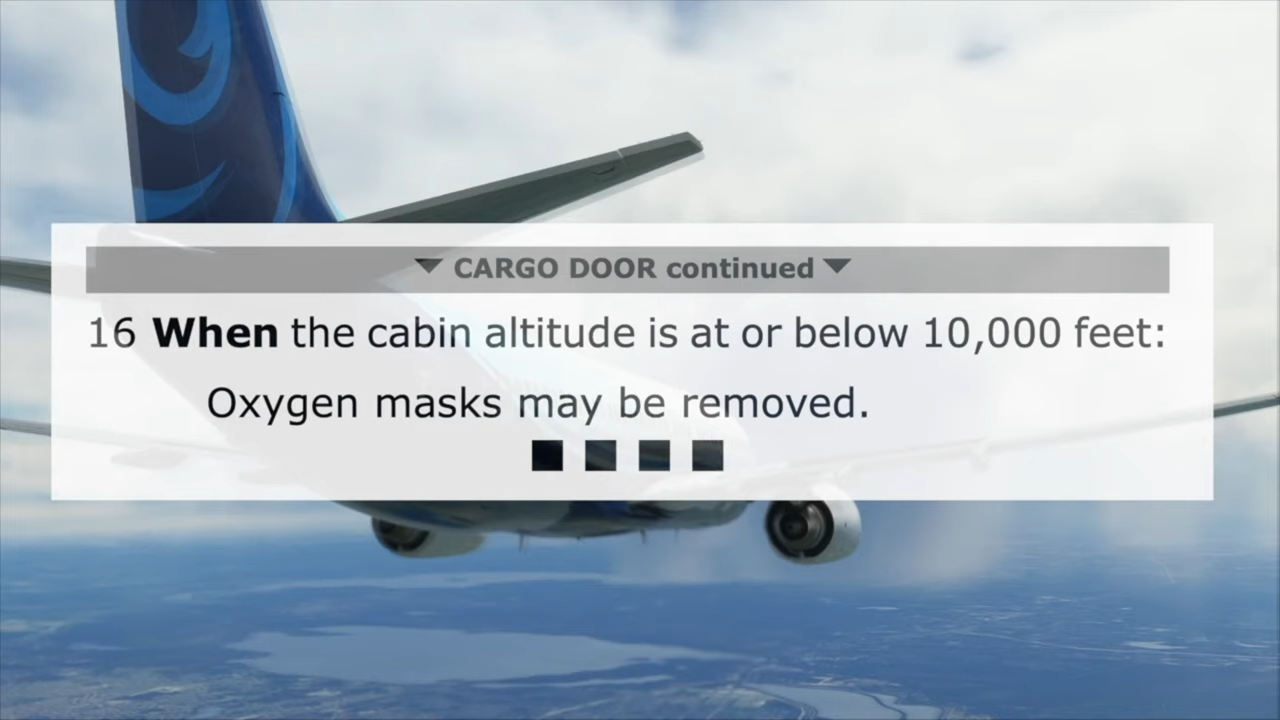 ▼ CARGO DOOR continued ▼
16 When the cabin altitude is at or below 10,000 feet:
Oxygen masks may be removed.
■ ■ ■ ■